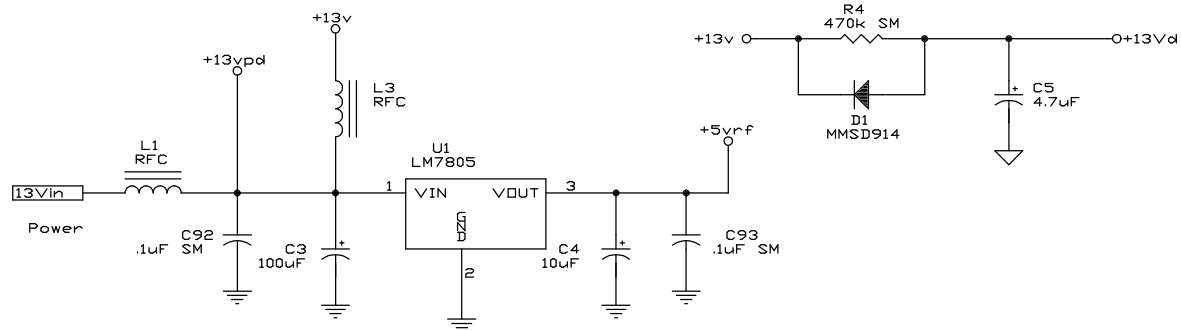 R4
470k SM
+13v
+13Vd
+13v
+13vpd
L3
RFC
C5
4.7uF
D1
MMSD914
+5vrf
U1
LM7805
L1
RFC
13Vin
1
VIN
VOUT
3
GND
Power
C92
.1uF SM
C3
100uF
2
C4
10uF
C93
.1uF SM
+
+
+